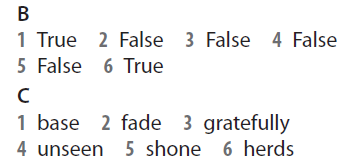 B
1 True 2 False 3 False 4 False
5 False 6 True
C
1 base 2 fade 3 gratefully
4 unseen 5 shone 6 herds